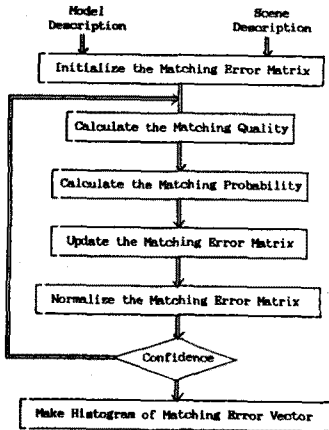 Model Scene
Description Description
Initialize the Matching Error Matrix
Calculate the Matching Quality
Calculate the Matching Probability
Update the Matching Error Matrix
Normalize the Matching Error Matrix
Confidence
Make Histogram of Matching Error Vector